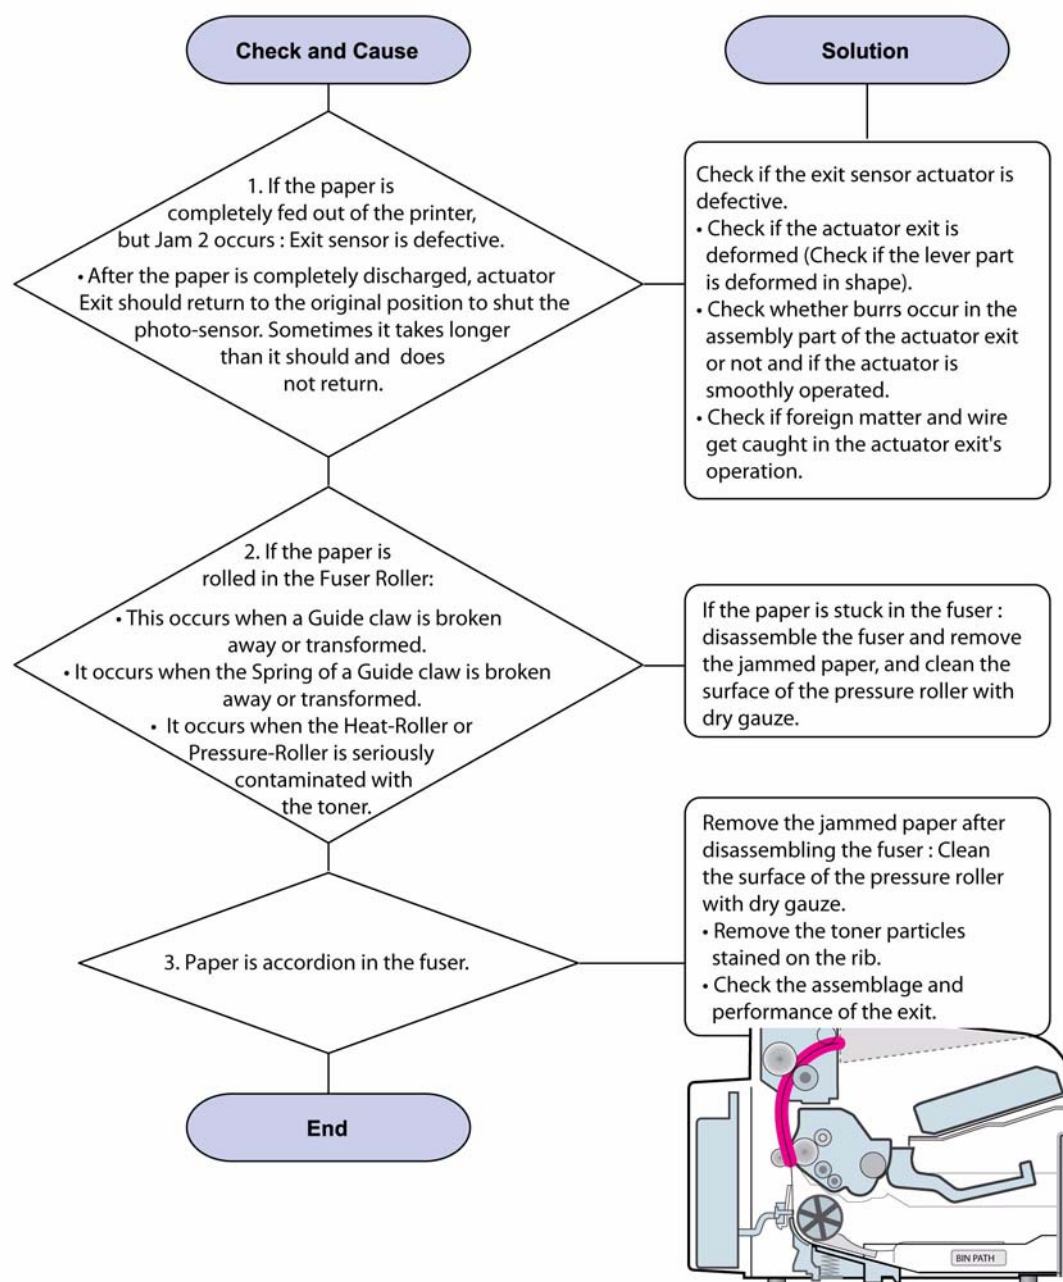 Check and Cause
Solution
1. If the paper is
completely fed out of the printer,
but Jam 2 occurs : Exit sensor is defective.
• After the paper is completely discharged, actuator
Exit should return to the original position to shut the
photo-sensor. Sometimes it takes longer
than it should and does
not return.
Check if the exit sensor actuator is
defective.
• Check if the actuator exit is
deformed (Check if the lever part
is deformed in shape).
• Check whether burrs occur in the
assembly part of the actuator exit
or not and if the actuator is
smoothly operated.
• Check if foreign matter and wire
get caught in the actuator exit's
operation.
2. If the paper is
rolled in the Fuser Roller:
• This occurs when a Guide claw is broken
away or transformed.
• It occurs when the Spring of a Guide claw is broken
away or transformed.
• It occurs when the Heat-Roller or
Pressure-Roller is seriously
contaminated with
the toner.
If the paper is stuck in the fuser :
disassemble the fuser and remove
the jammed paper, and clean the
surface of the pressure roller with
dry gauze.
3. Paper is accordion in the fuser.
Remove the jammed paper after
disassembling the fuser : Clean
the surface of the pressure roller
with dry gauze.
• Remove the toner particles
stained on the rib.
• Check the assemblage and
performance of the exit.
End
BIN PATH